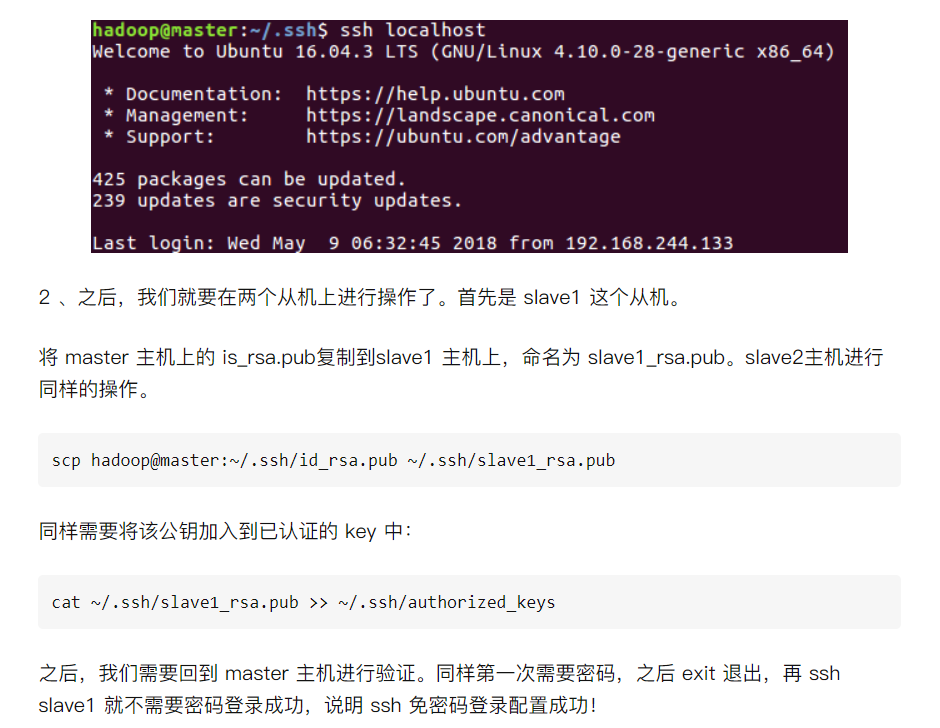 hadoop@master:~/.ssh$ ssh localhost
Welcome to Ubuntu 16.04.3 LTS (GNU/Linux 4.10.0-28-generic x86_64)
* Documentation:  https://help.ubuntu.com
* Management:     https://landscape.canonical.com
* Support:        https://ubuntu.com/advantage
425 packages can be updated.
239 updates are security updates.
Last login: Wed May  9 06:32:45 2018 from 192.168.244.133
2 、之后，我们就要在两个从机上进行操作了。首先是 slave1 这个从机。
将 master 主机上的 is_rsa.pub复制到slave1 主机上，命名为 slave1_rsa.pub。slave2主机进行
同样的操作。
scp hadoop@master:~/.ssh/id_rsa.pub ~/.ssh/slave1_rsa.pub
同样需要将该公钥加入到已认证的 key 中：
cat ~/.ssh/slave1_rsa.pub >> ~/.ssh/authorized_keys
之后，我们需要回到 master 主机进行验证。同样第一次需要密码，之后 exit 退出，再 ssh
slave1 就不需要密码登录成功，说明 ssh 免密码登录配置成功！